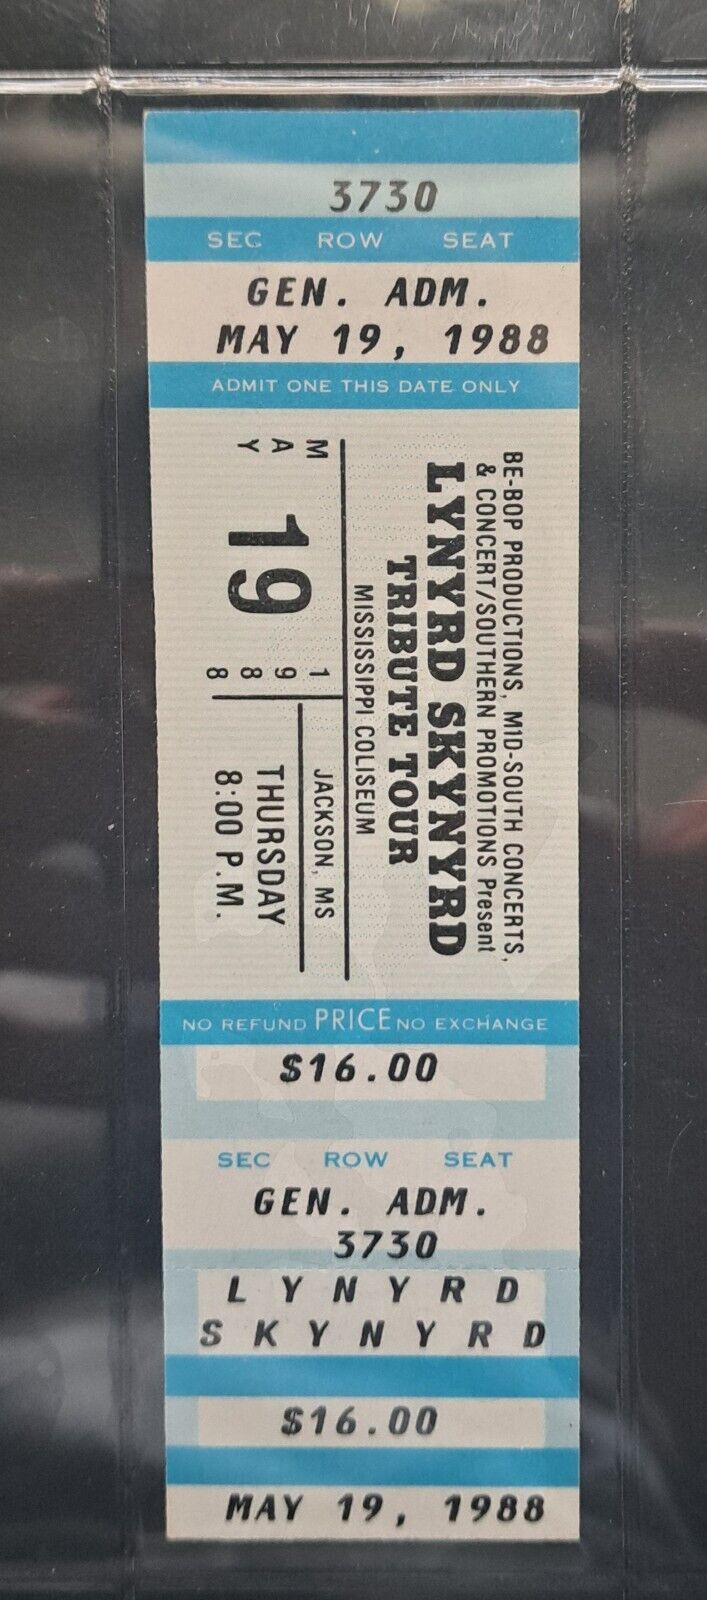 3730
SEC ROW SEAT
GEN. ADM.
MAY 19, 1988
ADMIT ONE THIS DATE ONLY
BE-BOP PRODUCTIONS, MID-SOUTH CONCERTS,
& CONCERT/SOUTHERN PROMOTIONS Present
LYNYRD SKYNYRD
TRIBUTE TOUR
MISSISSIPPI COLISEUM
MAY 19 1988
JACKSON, MS
THURSDAY
8:00 P.M.
NO REFUND PRICE NO EXCHANGE
$16.00
SEC ROW SEAT
GEN. ADM.
3730
LYNYRD
SKYNYRD
$16.00
MAY 19, 1988